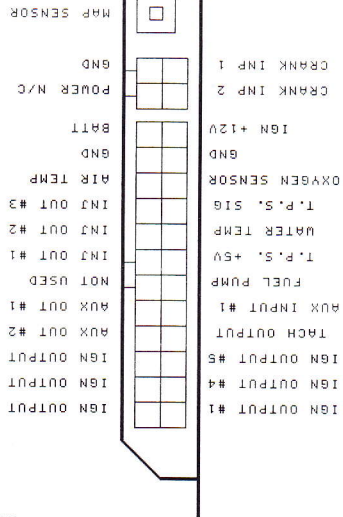 IGN OUTPUT #1
IGN OUTPUT #4
IGN OUTPUT #5
TACH OUTPUT
AUX INPUT #1
FUEL PUMP
T.P.S. +5V
WATER TEMP
T.P.S. SIG
OXYGEN SENSOR
GND
IGN +12V
CRANK INP 2
CRANK INP 1
IGN OUTPUT
IGN OUTPUT
IGN OUTPUT
AUX OUT #2
AUX OUT #1
NOT USED
INJ OUT #1
INJ OUT #2
INJ OUT #3
AIR TEMP
GND
BATT
POWER N/C
GND
MAP SENSOR